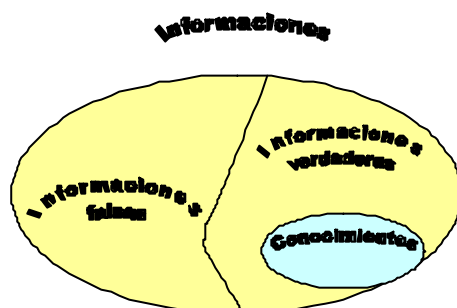 Informaciones
Informaciones
verdaderas
Informaciones
falsas
Conocimientos